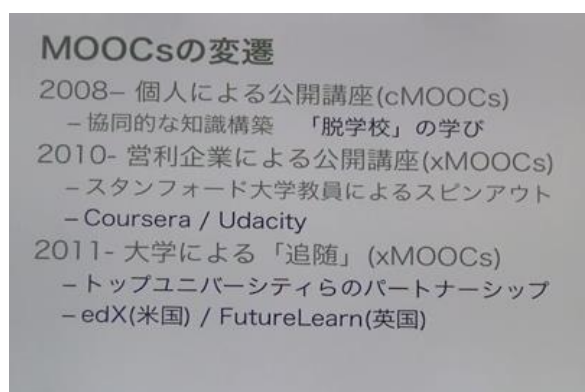 MOOCsの変遷
2008– 個人による公開講座(cMOOCs)
– 協同的な知識構築　「脱学校」の学び
2010- 営利企業による公開講座(xMOOCs)
– スタンフォード大学教員によるスピンアウト
– Coursera / Udacity
2011- 大学による「追随」(xMOOCs)
– トップユニバーシティらのパートナーシップ
– edX(米国) / FutureLearn(英国)